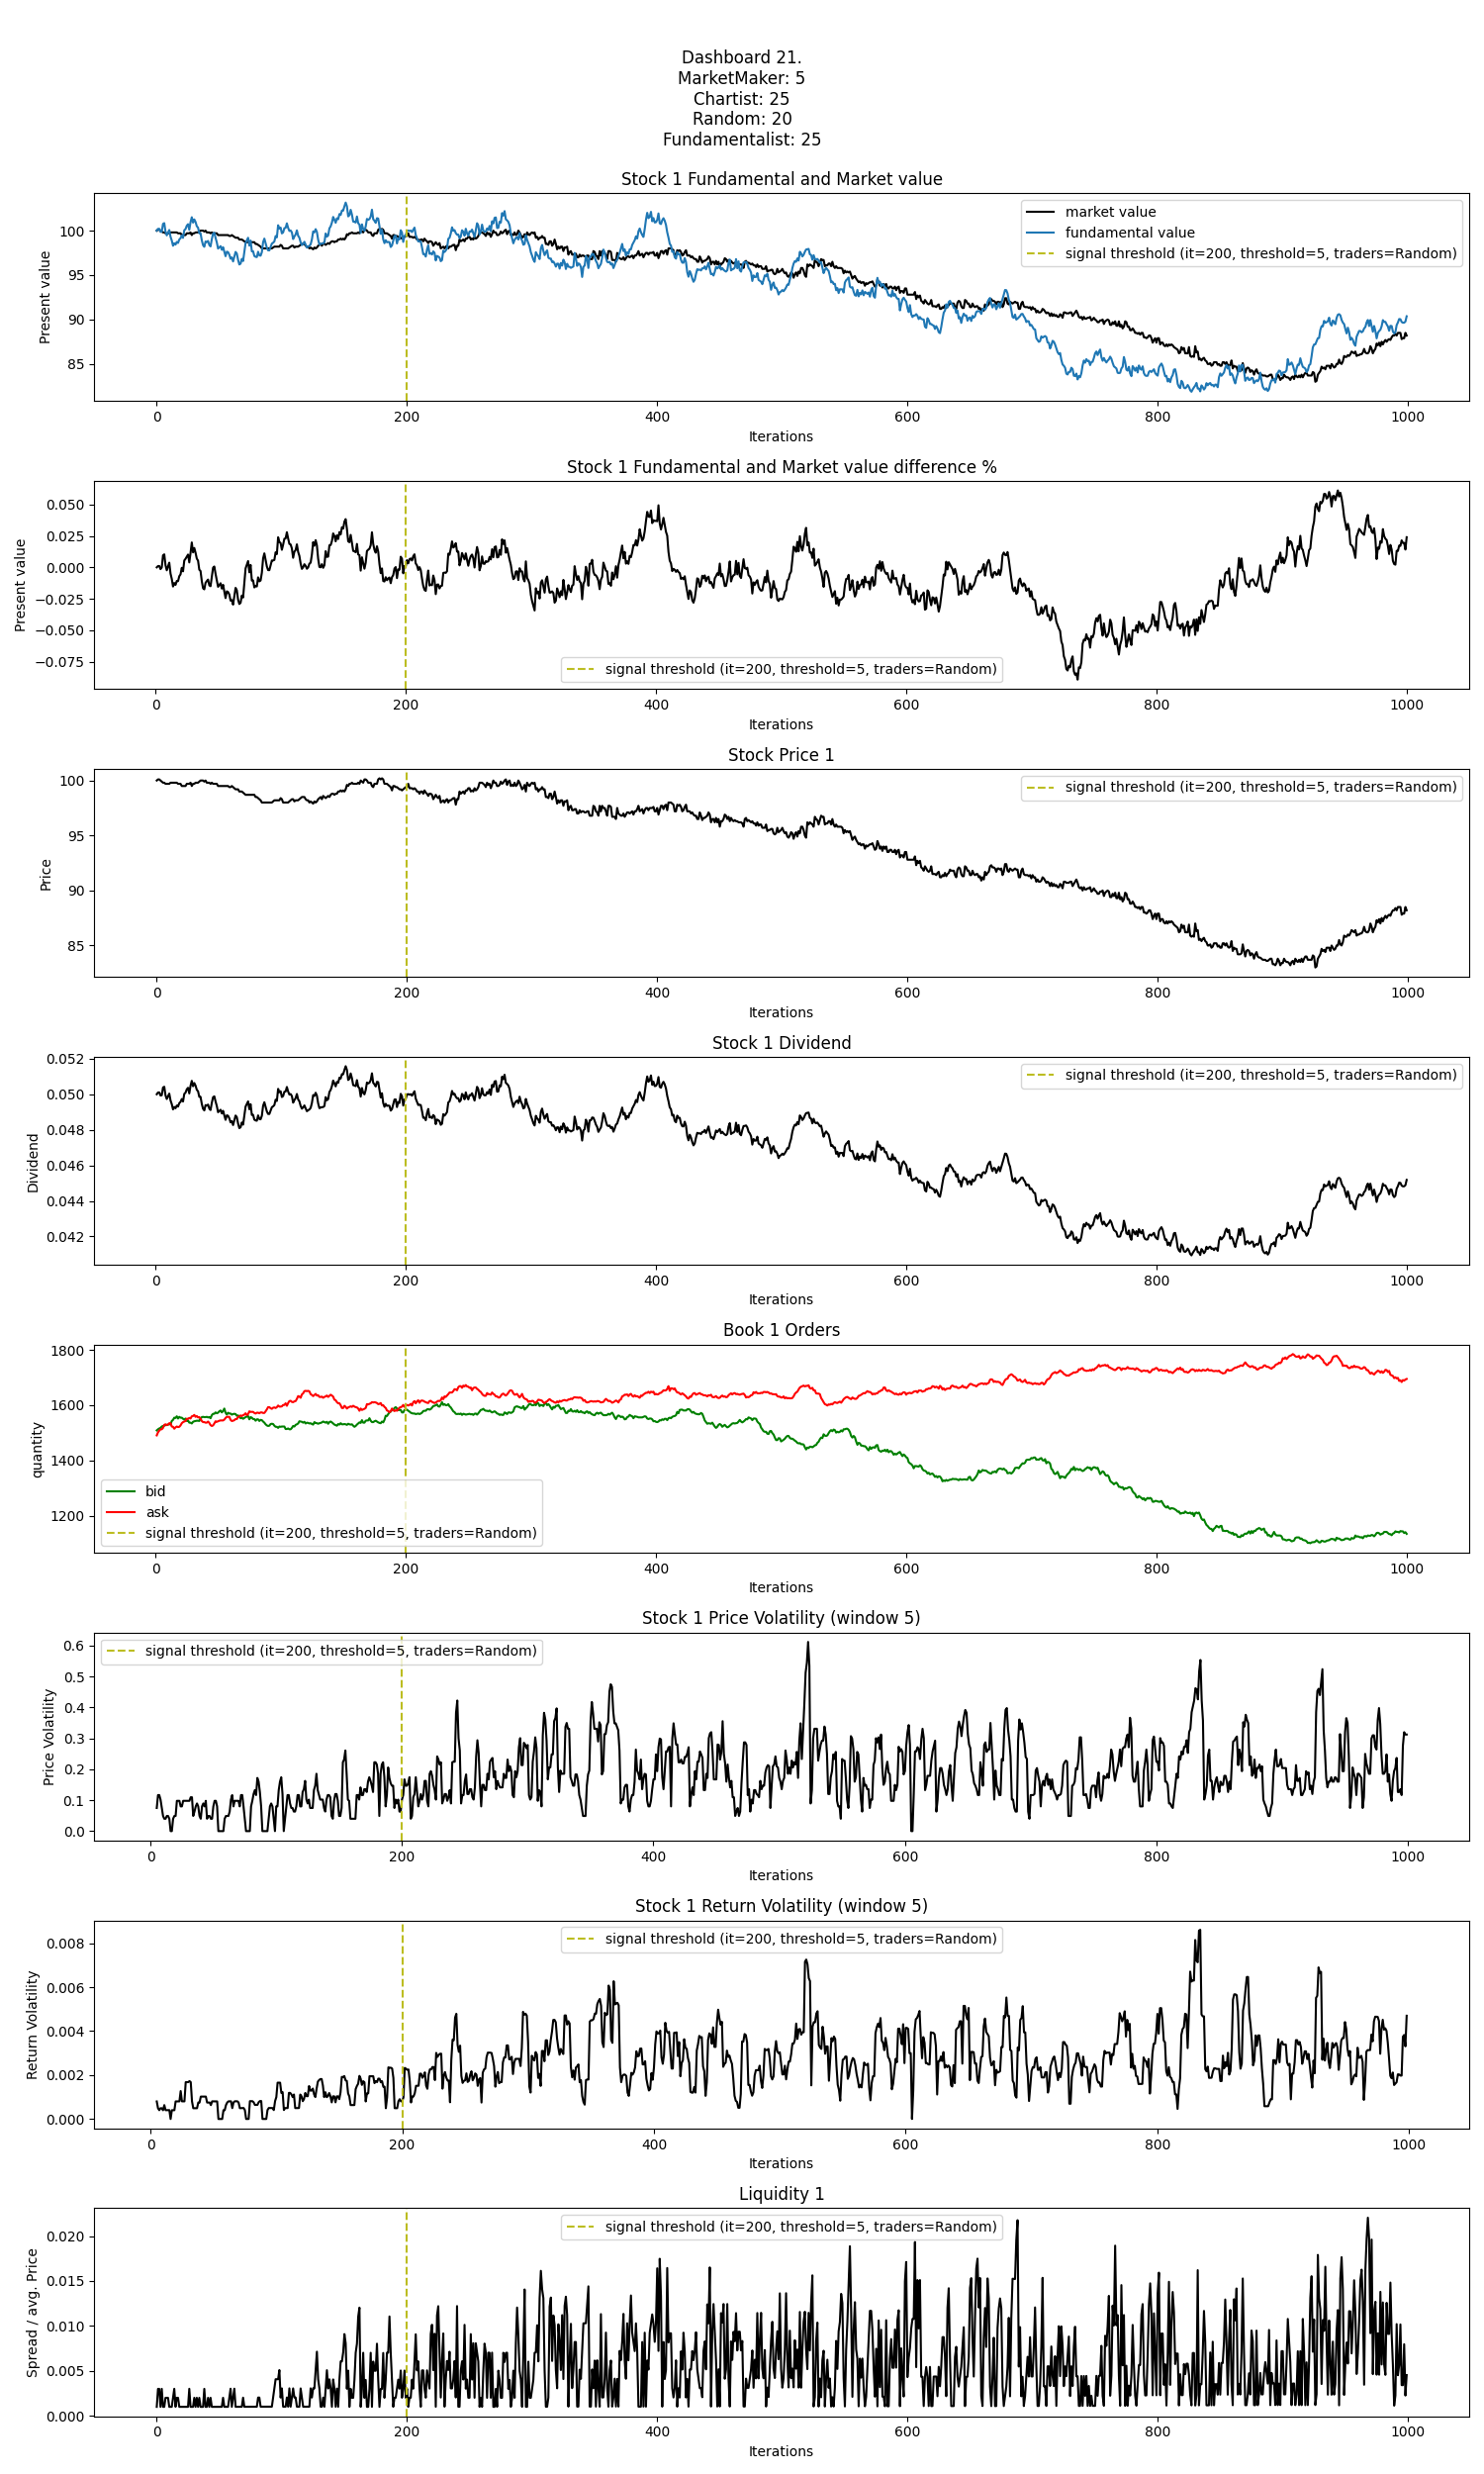 Dashboard 21.
MarketMaker: 5
Chartist: 25
Random: 20
Fundamentalist: 25
Stock 1 Fundamental and Market value
market value
fundamental value
signal threshold (it=200, threshold=5, traders=Random)
Present value
100
95
90
85
0 200 400 600 800 1000
Iterations
Stock 1 Fundamental and Market value difference %
Present value
0.050
0.025
0.000
−0.025
−0.050
−0.075
signal threshold (it=200, threshold=5, traders=Random)
0 200 400 600 800 1000
Iterations
Stock Price 1
signal threshold (it=200, threshold=5, traders=Random)
Price
100
95
90
85
0 200 400 600 800 1000
Iterations
Stock 1 Dividend
signal threshold (it=200, threshold=5, traders=Random)
Dividend
0.052
0.050
0.048
0.046
0.044
0.042
0 200 400 600 800 1000
Iterations
Book 1 Orders
quantity
1800
1600
1400
1200
bid
ask
signal threshold (it=200, threshold=5, traders=Random)
0 200 400 600 800 1000
Iterations
Stock 1 Price Volatility (window 5)
signal threshold (it=200, threshold=5, traders=Random)
Price Volatility
0.6
0.5
0.4
0.3
0.2
0.1
0.0
0 200 400 600 800 1000
Iterations
Stock 1 Return Volatility (window 5)
signal threshold (it=200, threshold=5, traders=Random)
Return Volatility
0.008
0.006
0.004
0.002
0.000
0 200 400 600 800 1000
Iterations
Liquidity 1
signal threshold (it=200, threshold=5, traders=Random)
Spread / avg. Price
0.020
0.015
0.010
0.005
0.000
0 200 400 600 800 1000
Iterations